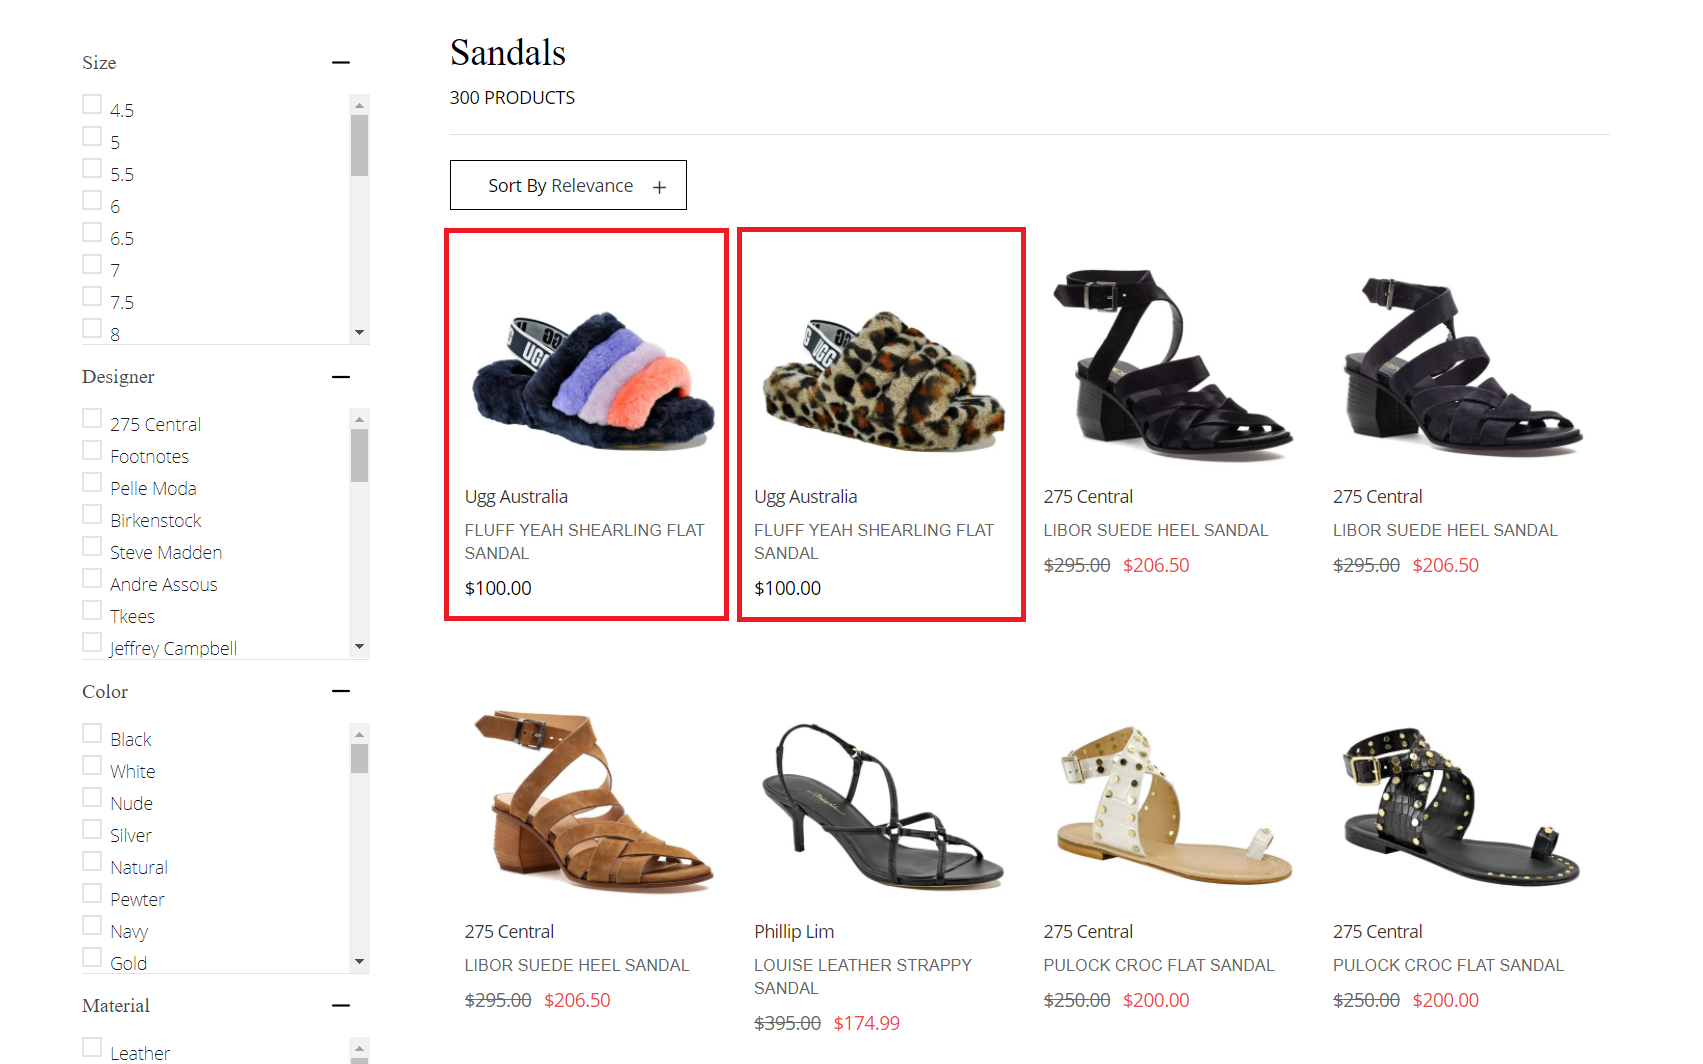 Size
4.5
5
5.5
6
6.5
7
7.5
8
Designer
275 Central
Footnotes
Pelle Moda
Birkenstock
Steve Madden
Andre Assous
Tkees
Jeffrey Campbell
Color
Black
White
Nude
Silver
Natural
Pewter
Navy
Gold
Material
Leather
Sandals
300 PRODUCTS
Sort By Relevance +
UGG
UGG
Ugg Australia
FLUFF YEAH SHEARLING FLAT
SANDAL
$100.00
Ugg Australia
FLUFF YEAH SHEARLING FLAT
SANDAL
$100.00
275 Central
LIBOR SUEDE HEEL SANDAL
$295.00 $206.50
275 Central
LIBOR SUEDE HEEL SANDAL
$295.00 $206.50
275 Central
LIBOR SUEDE HEEL SANDAL
$295.00 $206.50
Phillip Lim
LOUISE LEATHER STRAPPY
SANDAL
$395.00 $174.99
275 Central
PULOCK CROC FLAT SANDAL
$250.00 $200.00
275 Central
PULOCK CROC FLAT SANDAL
$250.00 $200.00